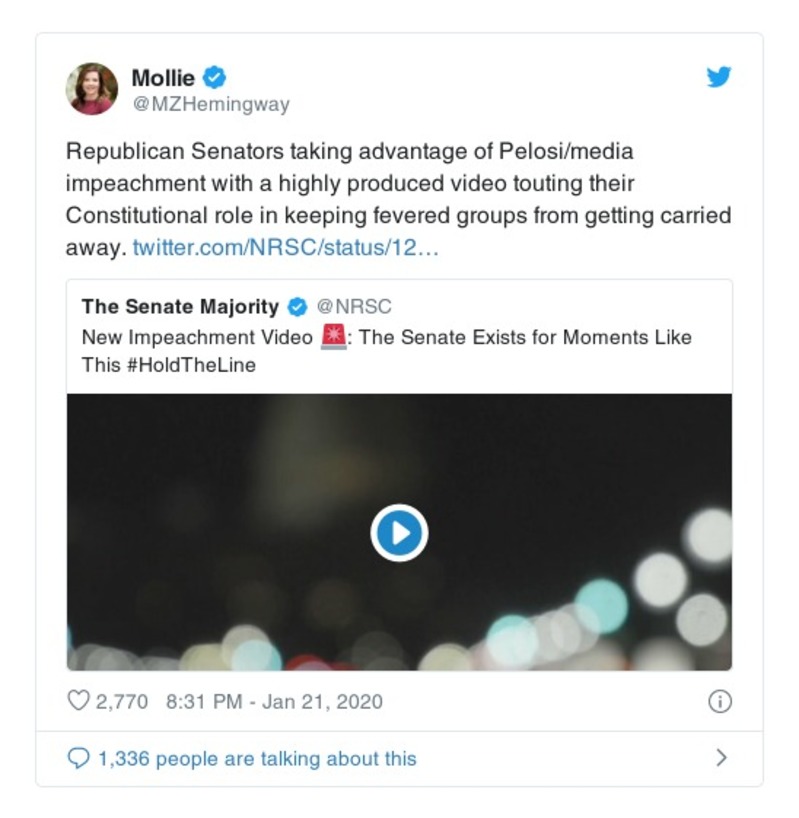 Mollie
@MZHemingway
Republican Senators taking advantage of Pelosi/media
impeachment with a highly produced video touting their
Constitutional role in keeping fevered groups from getting carried
away. twitter.com/NRSC/status/12…
The Senate Majority @NRSC
New Impeachment Video 🚨: The Senate Exists for Moments Like
This #HoldTheLine
2,770 8:31 PM - Jan 21, 2020
1,336 people are talking about this